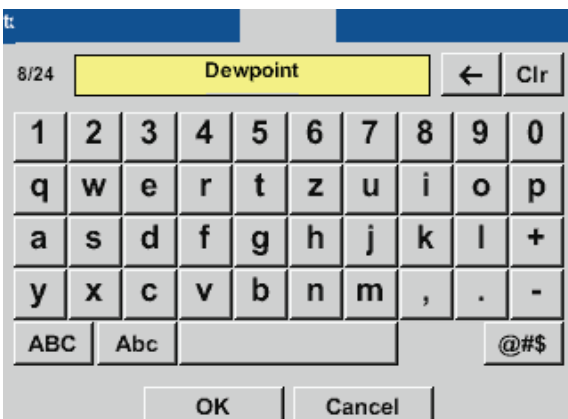 8/24 Dewpoint ← Clr
1 2 3 4 5 6 7 8 9 0
q w e r t z u i o p
a s d f g h j k l +
y x c v b n m , . -
ABC Abc @#$
OK Cancel